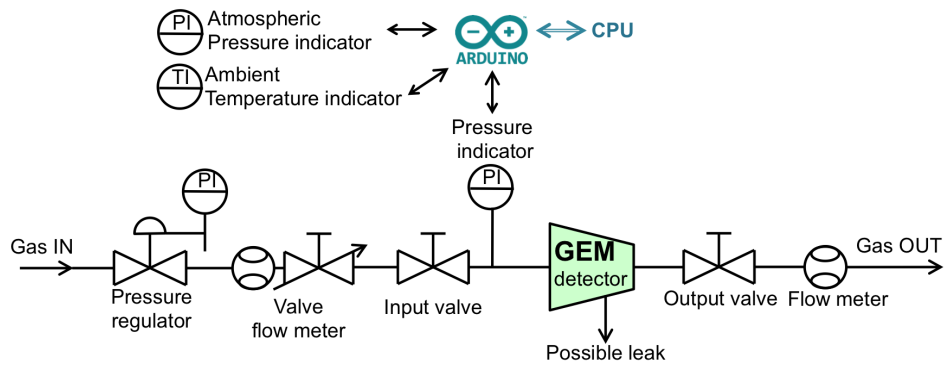 PI
Atmospheric
Pressure indicator
ARDUINO
CPU
TI
Ambient
Temperature indicator
Pressure
indicator
PI
PI
Gas IN
GEM
detector
Gas OUT
Pressure
regulator
Valve
flow meter
Input valve
Output valve
Flow meter
Possible leak